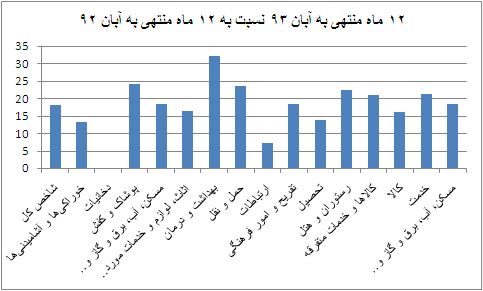 ۱۲ ماه منتهی به آبان ۹۳ نسبت به ۱۲ ماه منتهی به آبان ۹۲
35
30
25
20
15
10
5
0
شاخص کل
خوراکی‌ها و آشامیدنی‌ها
دخانیات
پوشاک و کفش
مسکن، آب، برق و گاز و..
اثاث، لوازم و خدمات مورد..
بهداشت و درمان
حمل و نقل
ارتباطات
تفریح و امور فرهنگی
تحصیل
رستوران و هتل
کالاها و خدمات متفرقه
کالا
خدمت
مسکن، آب، برق و گاز و..